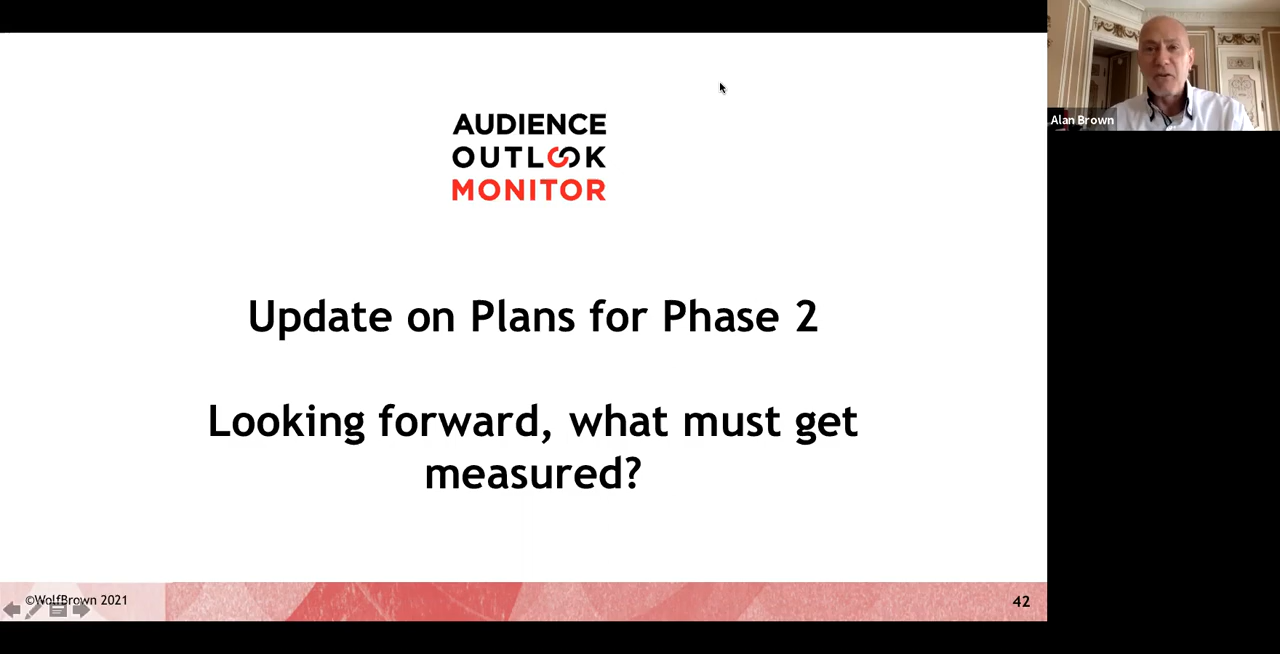 AUDIENCE
OUTLOOK
MONITOR
Alan Brown
Update on Plans for Phase 2
Looking forward, what must get
measured?
©WolfBrown 2021
42